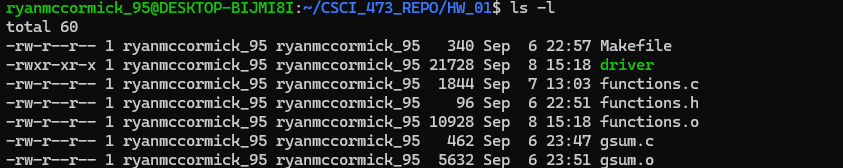 ryanmccormick_95@DESKTOP-BIJMI8I:~/CSCI_473_REPO/HW_01$ ls -l
total 60
-rw-r--r-- 1 ryanmccormick_95 ryanmccormick_95   340 Sep  6 22:57 Makefile
-rwxr-xr-x 1 ryanmccormick_95 ryanmccormick_95 21728 Sep  8 15:18 driver
-rw-r--r-- 1 ryanmccormick_95 ryanmccormick_95  1844 Sep  7 13:03 functions.c
-rw-r--r-- 1 ryanmccormick_95 ryanmccormick_95    96 Sep  6 22:51 functions.h
-rw-r--r-- 1 ryanmccormick_95 ryanmccormick_95 10928 Sep  8 15:18 functions.o
-rw-r--r-- 1 ryanmccormick_95 ryanmccormick_95   462 Sep  6 23:47 gsum.c
-rw-r--r-- 1 ryanmccormick_95 ryanmccormick_95  5632 Sep  6 23:51 gsum.o